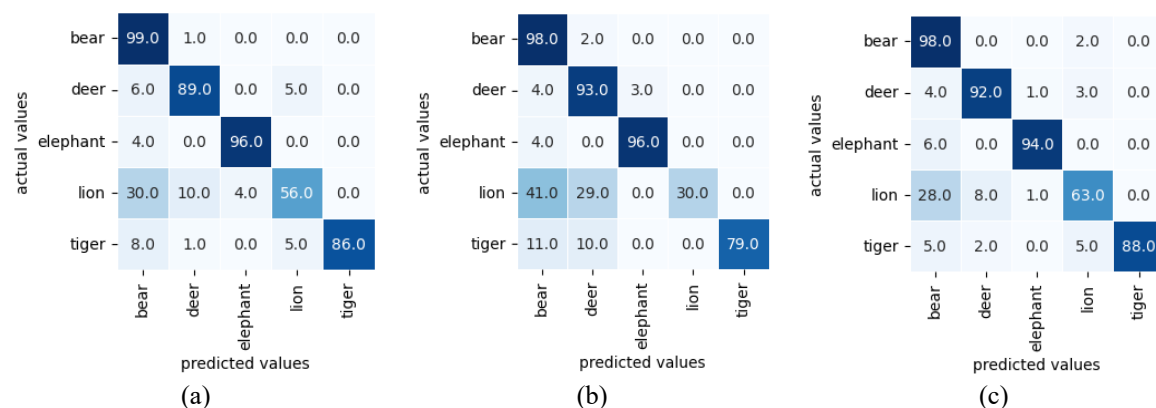 bear 99.0 1.0 0.0 0.0 0.0
deer 6.0 89.0 0.0 5.0 0.0
elephant 4.0 0.0 96.0 0.0 0.0
lion 30.0 10.0 4.0 56.0 0.0
tiger 8.0 1.0 0.0 5.0 86.0
actual values
bear deer elephant lion tiger
predicted values
(a)
bear 98.0 2.0 0.0 0.0 0.0
deer 4.0 93.0 3.0 0.0 0.0
elephant 4.0 0.0 96.0 0.0 0.0
lion 41.0 29.0 0.0 30.0 0.0
tiger 11.0 10.0 0.0 0.0 79.0
actual values
bear deer elephant lion tiger
predicted values
(b)
bear 98.0 0.0 0.0 2.0 0.0
deer 4.0 92.0 1.0 3.0 0.0
elephant 6.0 0.0 94.0 0.0 0.0
lion 28.0 8.0 1.0 63.0 0.0
tiger 5.0 2.0 0.0 5.0 88.0
actual values
bear deer elephant lion tiger
predicted values
(c)